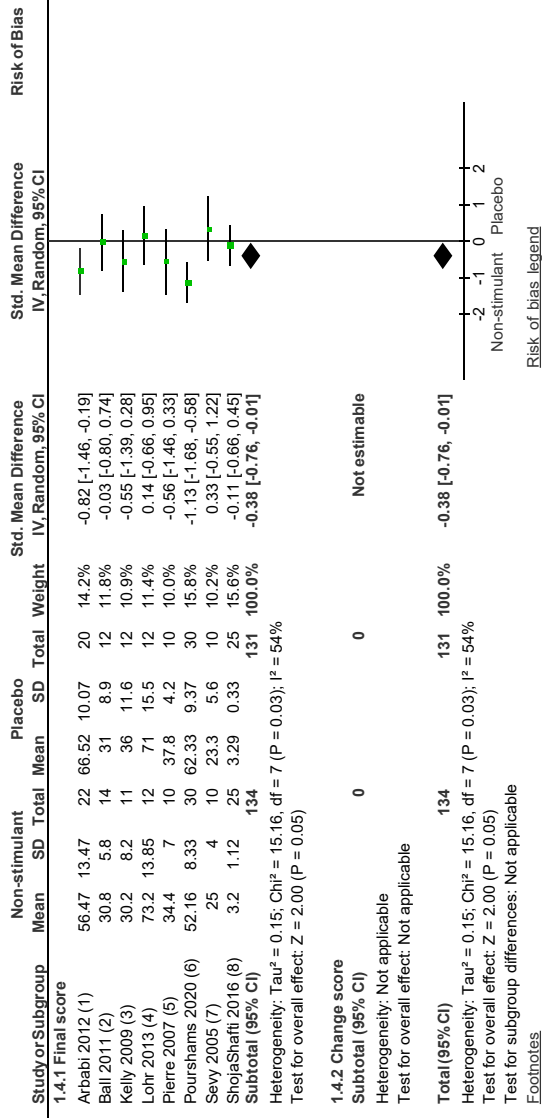 Non-stimulant Placebo Std. Mean Difference Std. Mean Difference Risk of Bias
Study or Subgroup Mean SD Total Mean SD Total Weight IV, Random, 95% CI IV, Random, 95% CI
1.4.1 Final score
Arbabi 2012 (1) 56.47 13.47 22 66.52 10.07 20 14.2% -0.82 [-1.46, -0.19]
Ball 2011 (2) 30.8 5.8 14 31 8.9 12 11.8% -0.03 [-0.80, 0.74]
Kelly 2009 (3) 30.2 8.2 11 36 11.6 12 10.9% -0.55 [-1.39, 0.28]
Lohr 2013 (4) 73.2 13.85 12 71 15.5 12 11.4% 0.14 [-0.66, 0.95]
Pierre 2007 (5) 34.4 7 10 37.8 4.2 10 10.0% -0.56 [-1.46, 0.33]
Pourshams 2020 (6) 52.16 8.33 30 62.33 9.37 30 15.8% -1.13 [-1.68, -0.58]
Sevy 2005 (7) 25 4 10 23.3 5.6 10 10.2% 0.33 [-0.55, 1.22]
ShojaShafti 2016 (8) 3.2 1.12 25 3.29 0.33 25 15.6% -0.11 [-0.66, 0.45]
Subtotal (95% CI) 134 131 100.0% -0.38 [-0.76, -0.01]
Heterogeneity: Tau² = 0.15; Chi² = 15.16, df = 7 (P = 0.03); I² = 54%
Test for overall effect: Z = 2.00 (P = 0.05)
1.4.2 Change score
Subtotal (95% CI) 0 0 Not estimable
Heterogeneity: Not applicable
Test for overall effect: Not applicable
Total (95% CI) 134 131 100.0% -0.38 [-0.76, -0.01]
Heterogeneity: Tau² = 0.15; Chi² = 15.16, df = 7 (P = 0.03); I² = 54%
Test for overall effect: Z = 2.00 (P = 0.05)
Test for subgroup differences: Not applicable
-2 -1 0 1 2
Non-stimulant Placebo
Footnotes Risk of bias legend